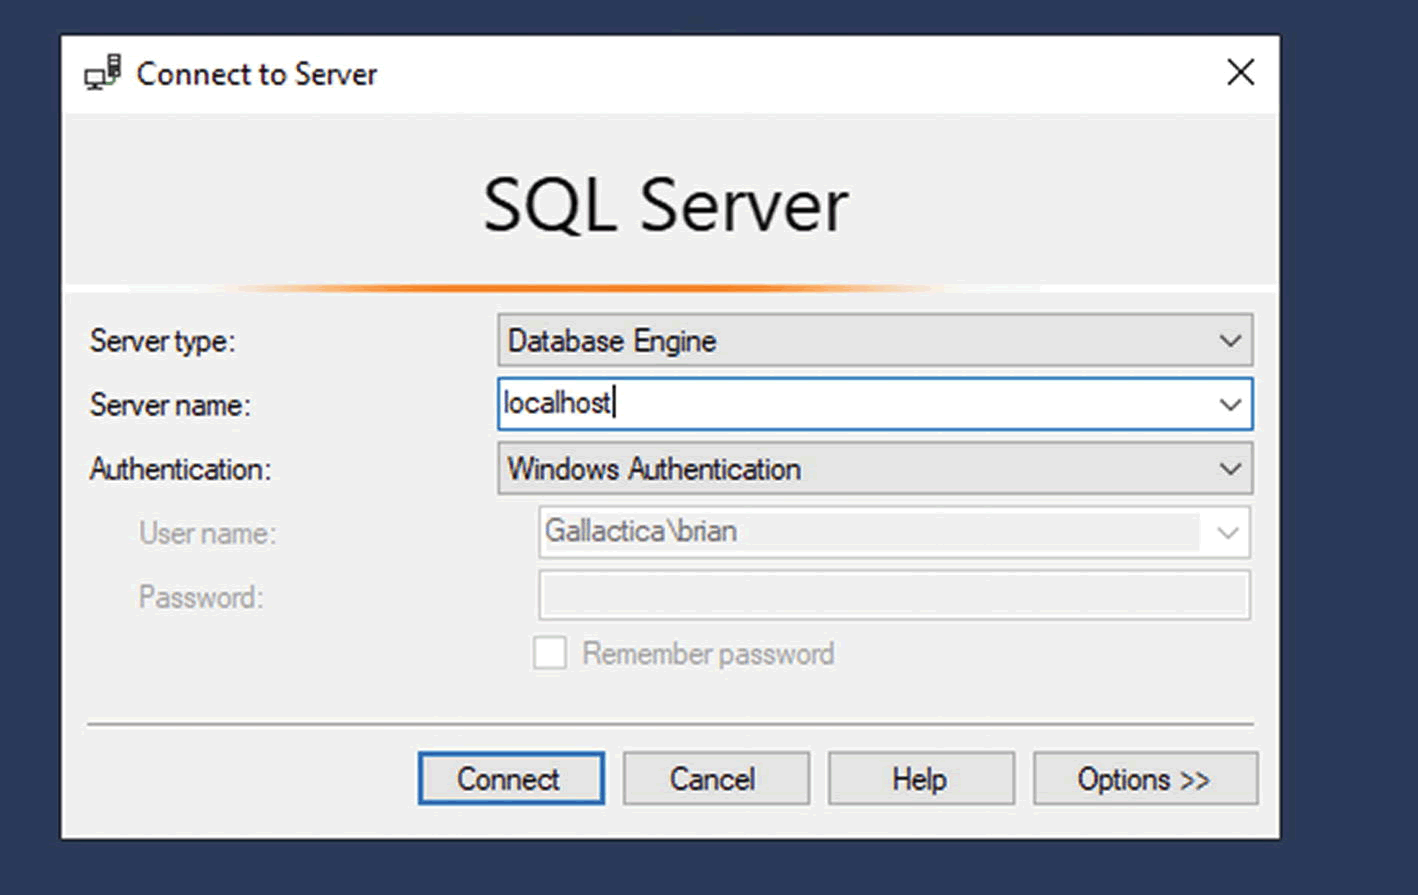 Connect to Server
SQL Server
Server type: Database Engine
Server name: localhost
Authentication: Windows Authentication
User name: Gallactica\brian
Password:
Remember password
Connect Cancel Help Options >>